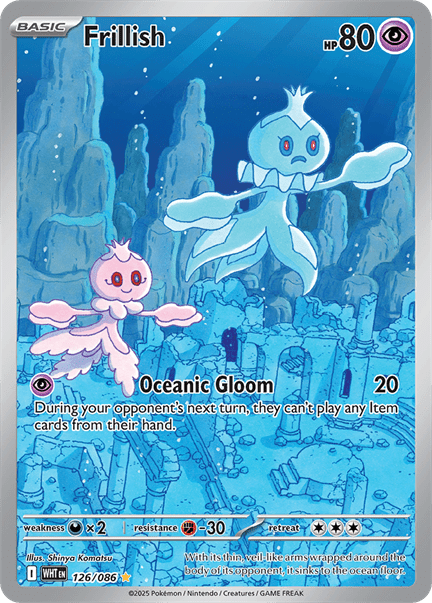 BASIC
Frillish
HP 80
Oceanic Gloom 20
During your opponent's next turn, they can't play any Item
cards from their hand.
weakness ×2 resistance -30 retreat
Illus. Shinya Komatsu
I WHT EN 126/086
With its thin, veil-like arms wrapped around the
body of its opponent, it sinks to the ocean floor.
©2025 Pokémon / Nintendo / Creatures / GAME FREAK